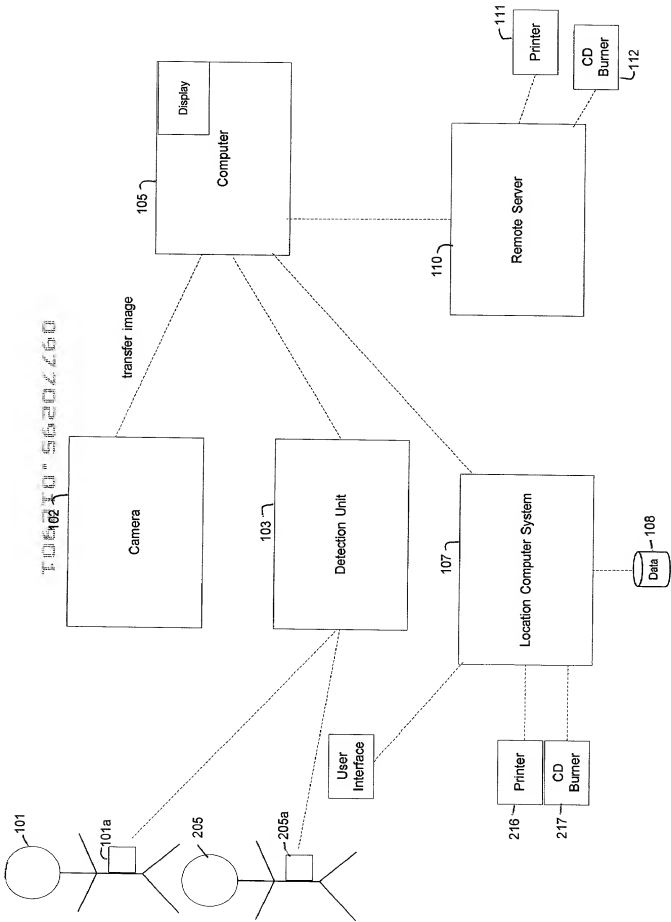 101
101a
205
205a
102
Camera
transfer image
103
Detection Unit
105
Display
Computer
User
Interface
107
Location Computer System
108
Data
216
Printer
217
CD
Burner
110
Remote Server
111
Printer
CD
Burner
112